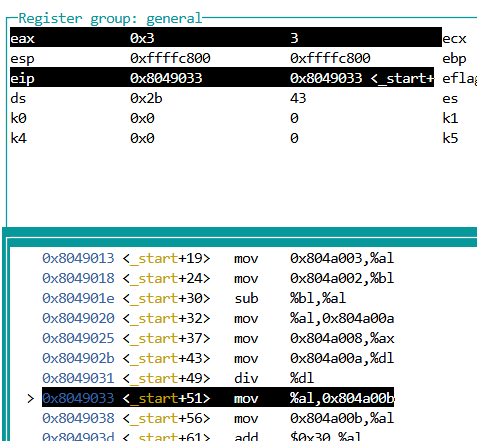 Register group: general
eax 0x3 3 ecx
esp 0xffffc800 0xffffc800 ebp
eip 0x8049033 0x8049033 <_start+ eflag
ds 0x2b 43 es
k0 0x0 0 k1
k4 0x0 0 k5
0x8049013 <_start+19> mov 0x804a003,%al
0x8049018 <_start+24> mov 0x804a002,%bl
0x804901e <_start+30> sub %bl,%al
0x8049020 <_start+32> mov %al,0x804a00a
0x8049025 <_start+37> mov 0x804a008,%ax
0x804902b <_start+43> mov 0x804a00a,%dl
0x8049031 <_start+49> div %dl
> 0x8049033 <_start+51> mov %al,0x804a00b
0x8049038 <_start+56> mov 0x804a00b,%al
0x804903d <_start+61> add $0x30,%al